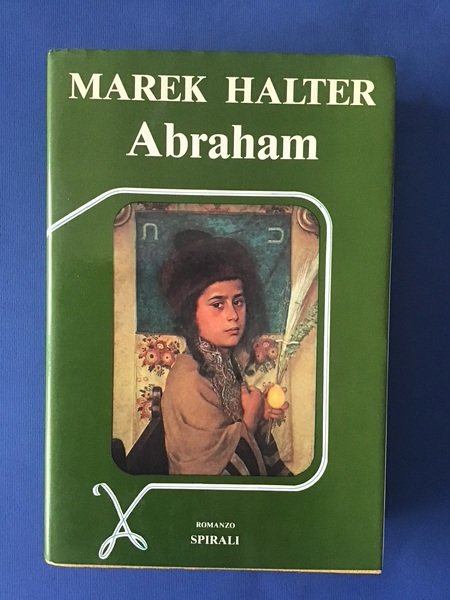 MAREK HALTER
Abraham
ח כ
ROMANZO
SPIRALI